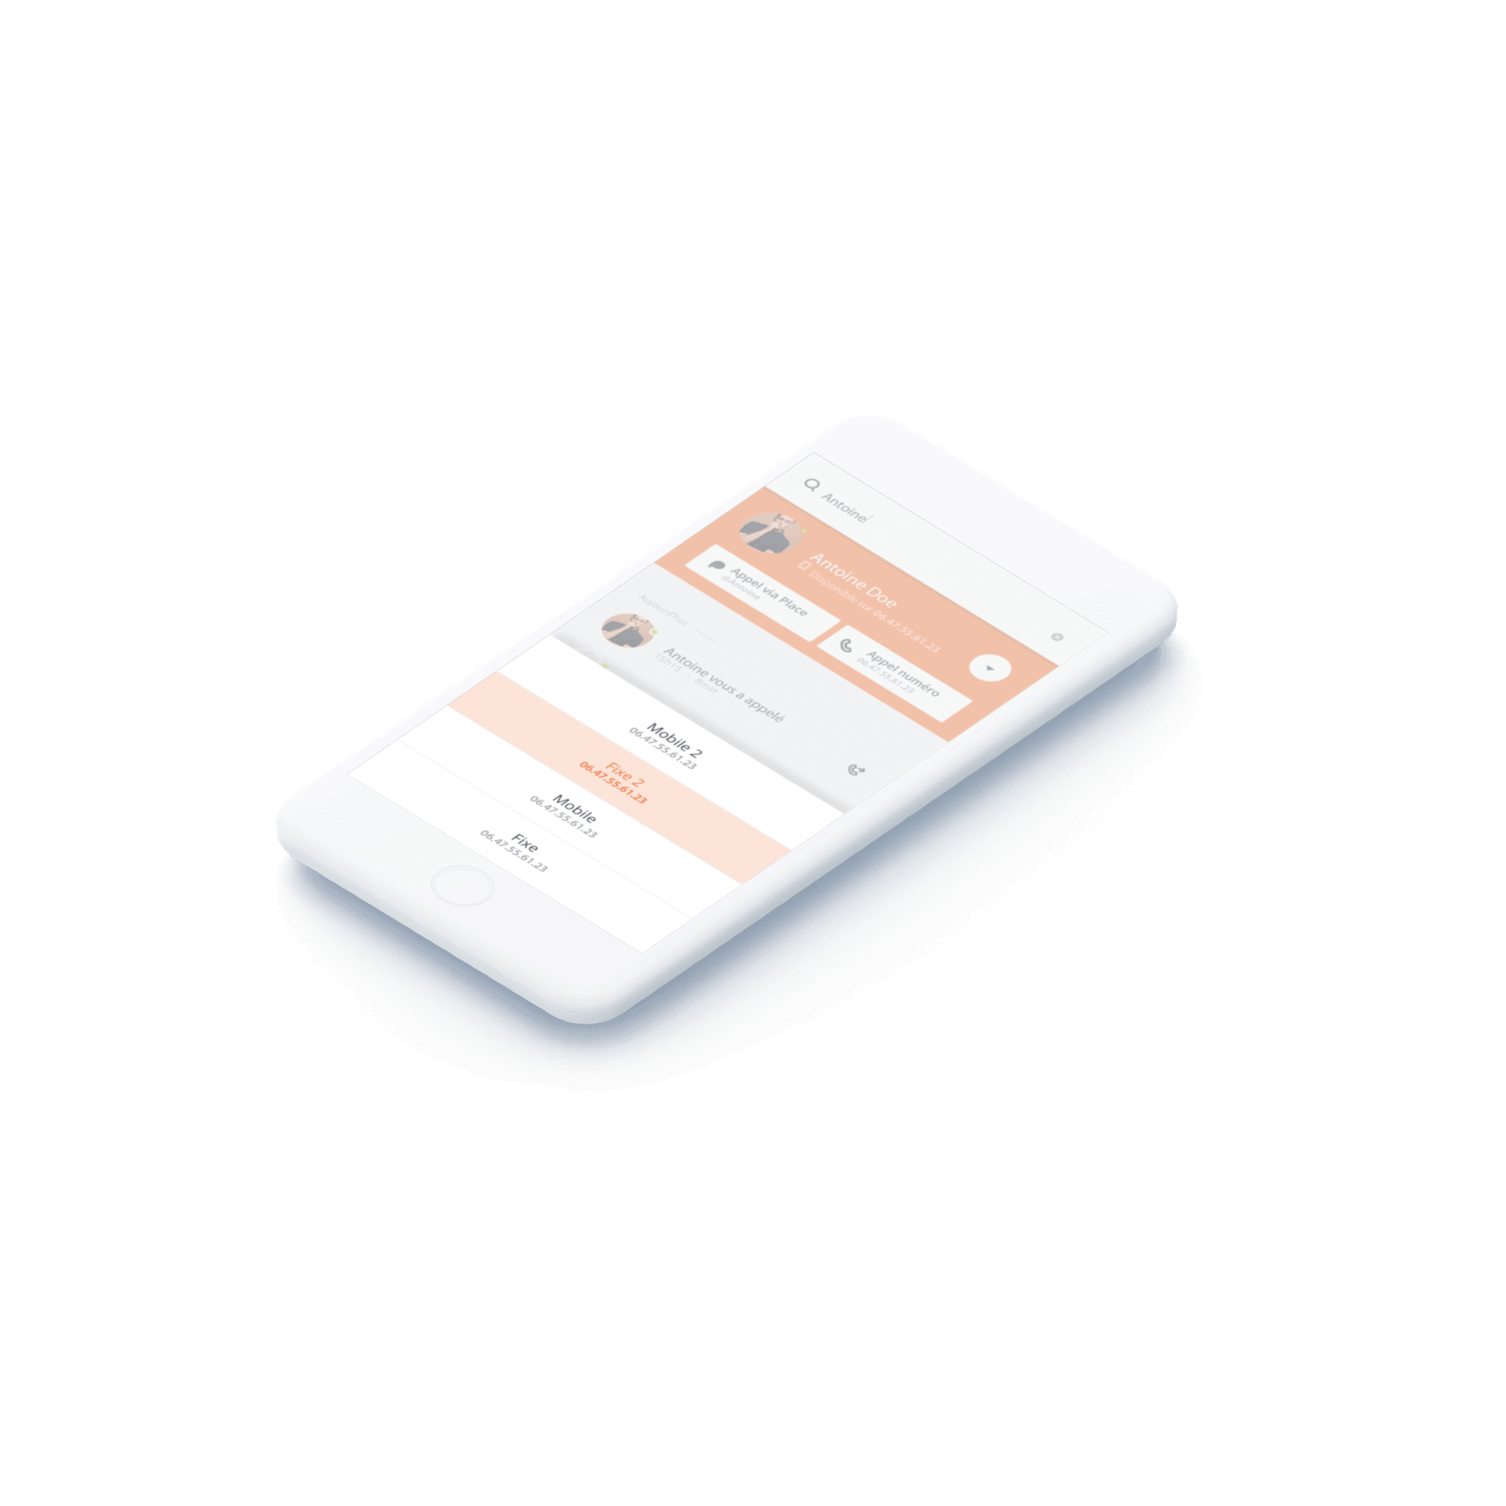 Antoine
Antoine Doe
Disponible sur 06.47.55.61.23
Appel via Place
@Antoine
Appel numéro
06.47.55.61.23
Aujourd'hui
Antoine vous a appelé
15h15 - 8mins
Mobile 2
06.47.55.61.23
Fixe 2
06.47.55.61.23
Mobile
06.47.55.61.23
Fixe
06.47.55.61.23